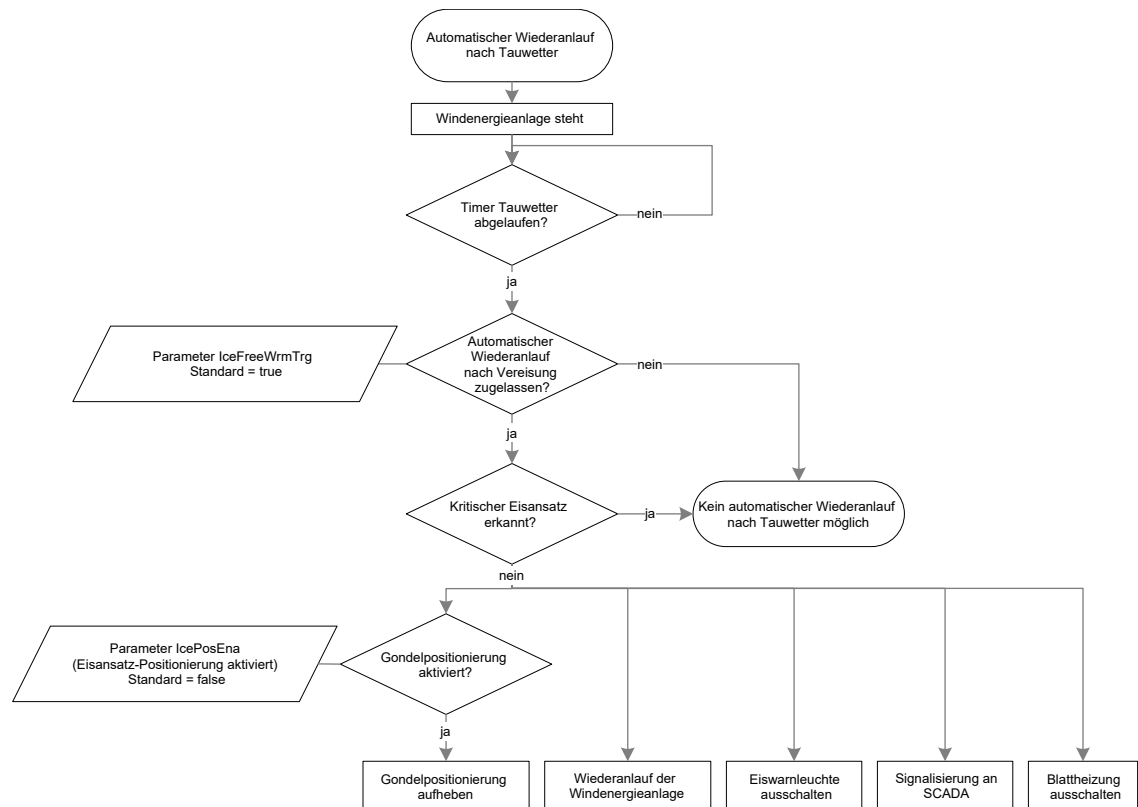 Automatischer Wiederanlauf
nach Tauwetter
Windenergieanlage steht
Timer Tauwetter
abgelaufen?
nein
ja
Parameter IceFreeWrmTrg
Standard = true
Automatischer
Wiederanlauf
nach Vereisung
zugelassen?
nein
ja
Kritischer Eisansatz
erkannt?
ja
Kein automatischer Wiederanlauf
nach Tauwetter möglich
nein
Parameter IcePosEna
(Eisansatz-Positionierung aktiviert)
Standard = false
Gondelpositionierung
aktiviert?
ja
Gondelpositionierung
aufheben
Wiederanlauf der
Windenergieanlage
Eiswarnleuchte
ausschalten
Signalisierung an
SCADA
Blattheizung
ausschalten